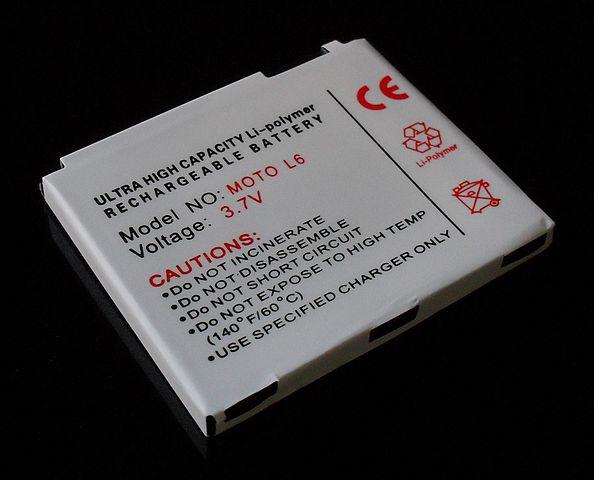 ULTRA HIGH CAPACITY Li-polymer
RECHARGEABLE BATTERY
Model NO: MOTO L6
Voltage: 3.7V
CAUTIONS:
•Do NOT INCINERATE
•Do NOT DISASSEMBLE
•Do NOT SHORT CIRCUIT
•Do NOT EXPOSE TO HIGH TEMP
(140°F/60°C)
•USE SPECIFIED CHARGER ONLY
CE
Li-Polymer